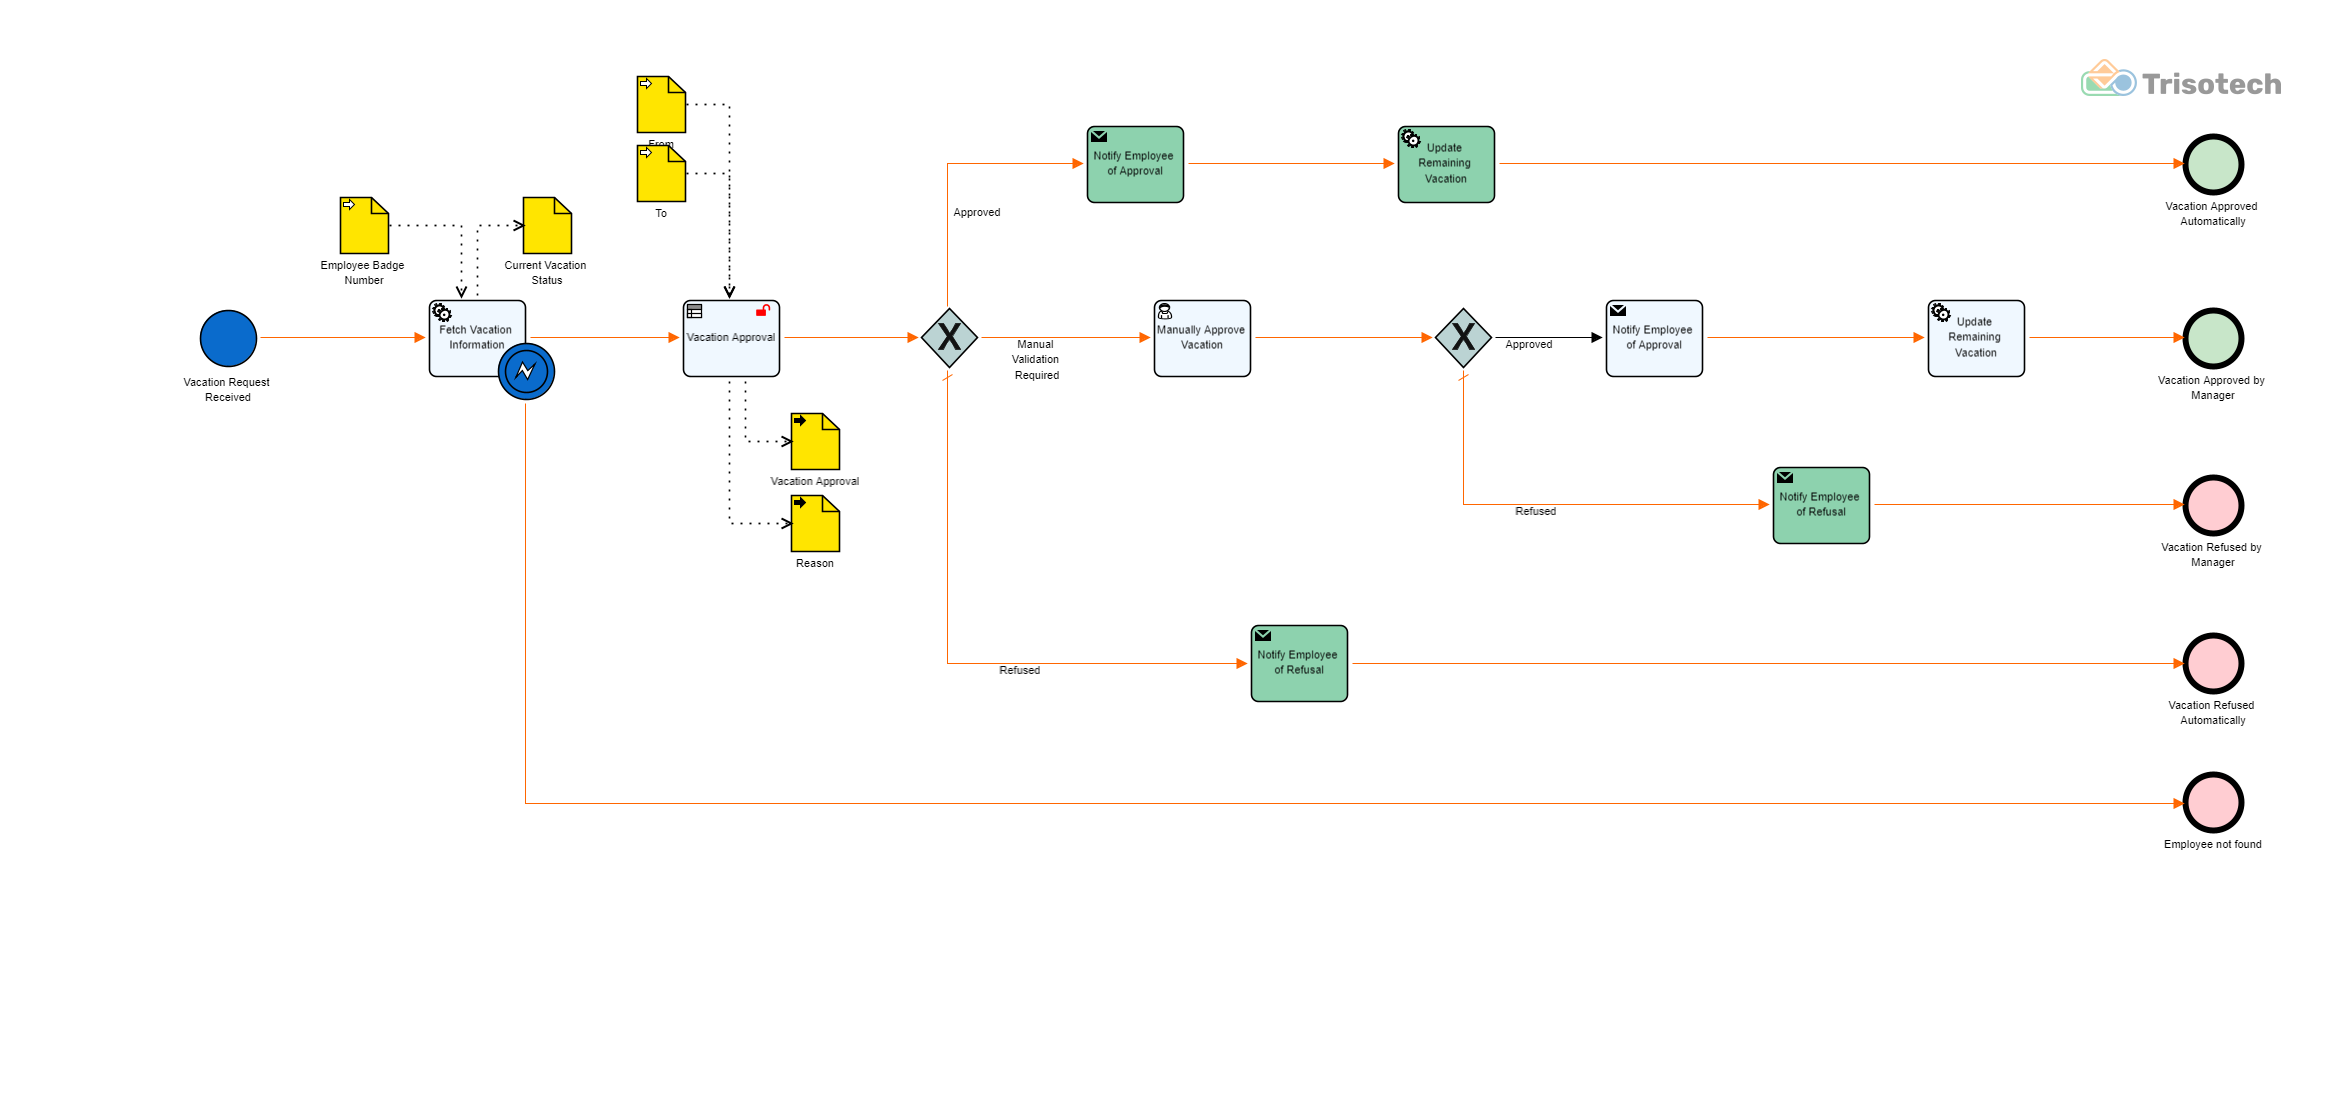 Trisotech
From
To
Employee Badge
Number
Current Vacation
Status
Vacation Request
Received
Fetch Vacation
Information
Vacation Approval
Vacation Approval
Reason
Approved
Notify Employee
of Approval
Update
Remaining
Vacation
Vacation Approved
Automatically
X
Manual
Validation
Required
Manually Approve
Vacation
X
Approved
Notify Employee
of Approval
Update
Remaining
Vacation
Vacation Approved by
Manager
Refused
Notify Employee
of Refusal
Vacation Refused by
Manager
Refused
Notify Employee
of Refusal
Vacation Refused
Automatically
Employee not found